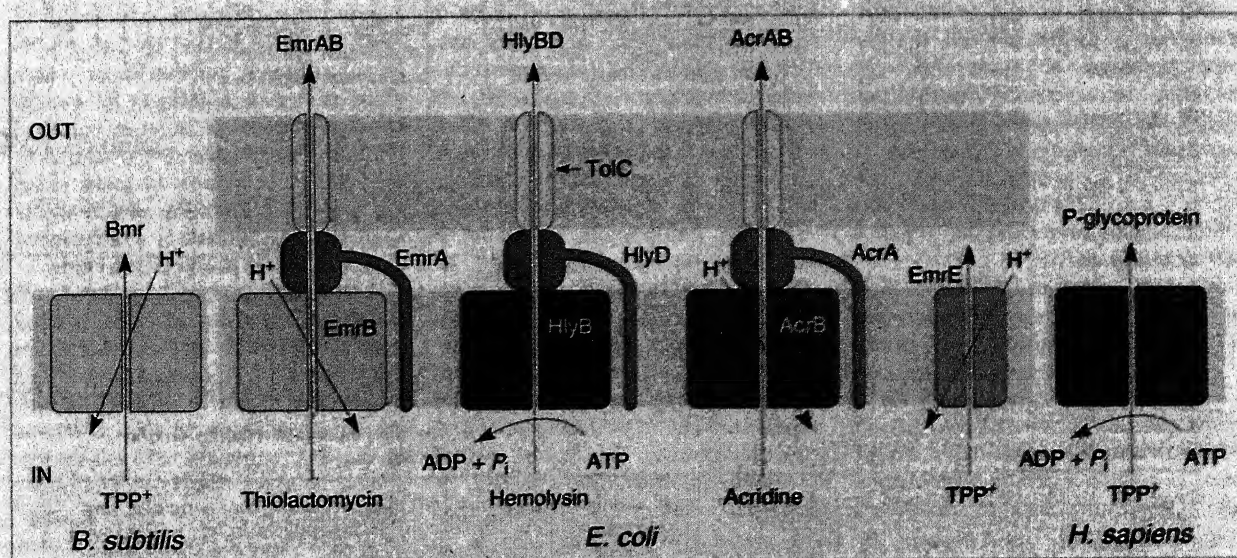 EmrAB HlyBD AcrAB
OUT
TolC
Bmr P-glycoprotein
H⁺ H⁺ EmrA HlyD H⁺ AcrA EmrE H⁺
EmrB HlyB AcrB
ADP + Pi ATP ADP + Pi ATP
IN
TPP⁺ Thiolactomycin Hemolysin Acridine TPP⁺ TPP⁺
B. subtilis E. coli H. sapiens